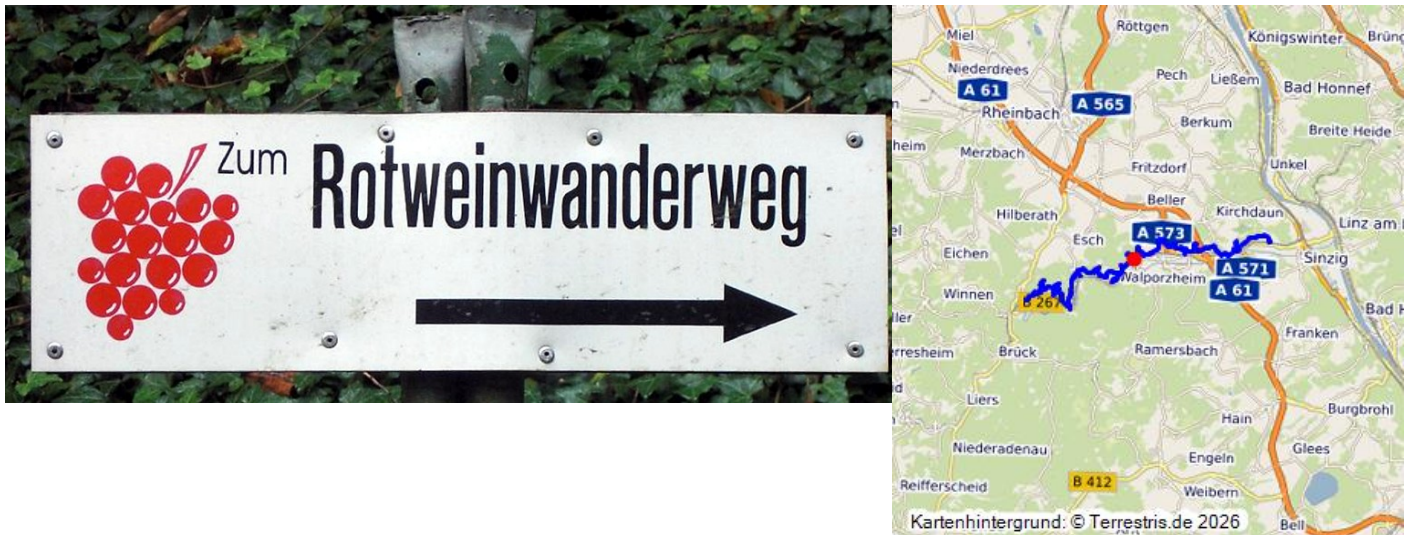 Zum
Rotweinwanderweg
Röttgen
Miel
Königswinter
Niederdrees
Pech
Ließem
A 61
Bad Honnef
A 565
Rheinbach
Berkum
Breite Heide
heim
Merzbach
Fritzdorf
Unkel
Beller
Hilberath
Kirchdaun
Linz am
A 573
Esch
Eichen
Sinzig
A 571
Walporzheim
A 61
Winnen
B 267
Bad H
Franken
Brück
Ramersbach
Liers
Burgbrohl
Hain
Niederadenau
Glees
Engeln
B 412
Reifferscheid
Weibern
Kartenhintergrund: © Terrestris.de 2026
Bell